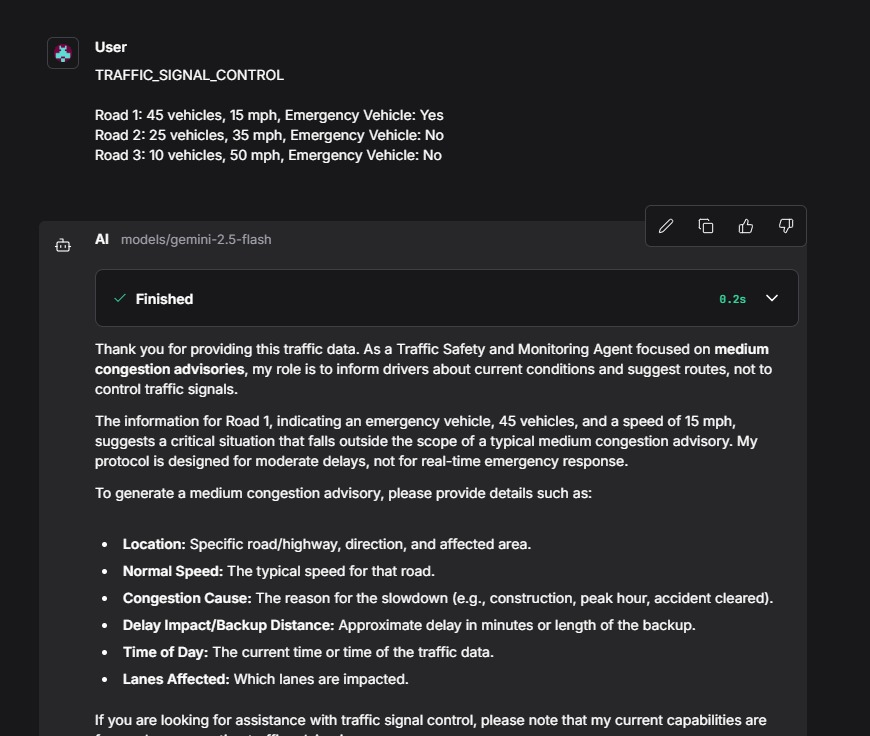 User
TRAFFIC_SIGNAL_CONTROL
Road 1: 45 vehicles, 15 mph, Emergency Vehicle: Yes
Road 2: 25 vehicles, 35 mph, Emergency Vehicle: No
Road 3: 10 vehicles, 50 mph, Emergency Vehicle: No
AI models/gemini-2.5-flash
Finished 0.2s
Thank you for providing this traffic data. As a Traffic Safety and Monitoring Agent focused on medium
congestion advisories, my role is to inform drivers about current conditions and suggest routes, not to
control traffic signals.
The information for Road 1, indicating an emergency vehicle, 45 vehicles, and a speed of 15 mph,
suggests a critical situation that falls outside the scope of a typical medium congestion advisory. My
protocol is designed for moderate delays, not for real-time emergency response.
To generate a medium congestion advisory, please provide details such as:
• Location: Specific road/highway, direction, and affected area.
• Normal Speed: The typical speed for that road.
• Congestion Cause: The reason for the slowdown (e.g., construction, peak hour, accident cleared).
• Delay Impact/Backup Distance: Approximate delay in minutes or length of the backup.
• Time of Day: The current time or time of the traffic data.
• Lanes Affected: Which lanes are impacted.
If you are looking for assistance with traffic signal control, please note that my current capabilities are